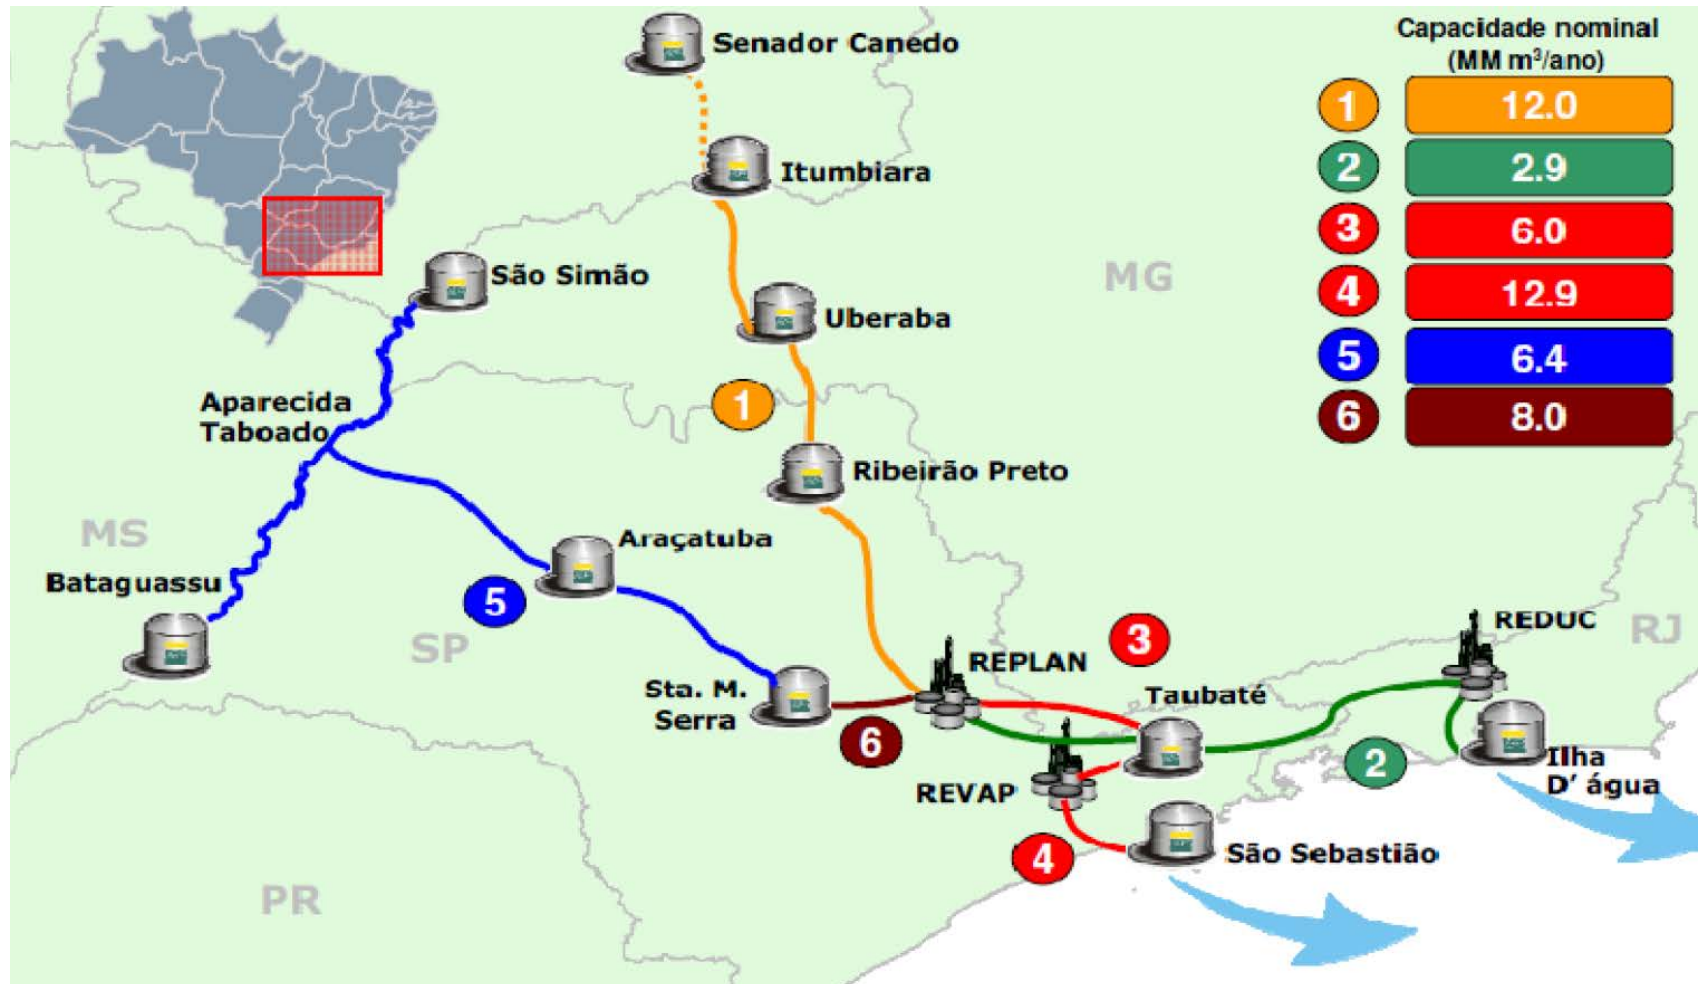 Capacidade nominal
(MM m³/ano)
1 12.0
2 2.9
3 6.0
4 12.9
5 6.4
6 8.0
Senador Canedo
Itumbiara
São Simão
MG
Uberaba
1
Aparecida
Taboado
Ribeirão Preto
MS
Araçatuba
Bataguassu
5
SP
REDUC
RJ
3
REPLAN
Sta. M.
Serra
Taubaté
6
2
Ilha
D' água
REVAP
4
São Sebastião
PR